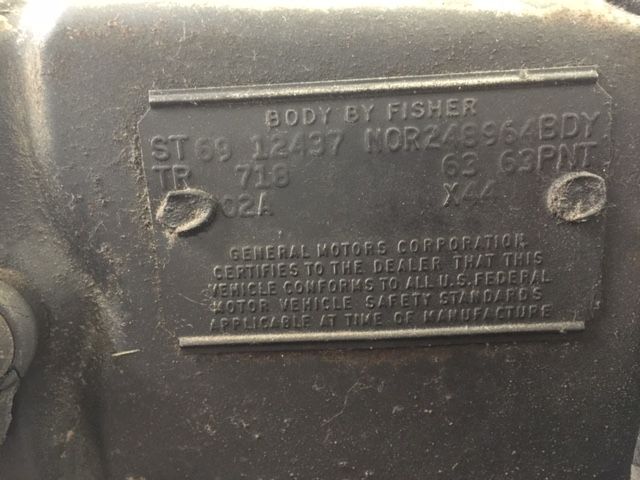 BODY BY FISHER
ST 69 12437 NOR248964BDY
TR 718 63 63PNT
02A X44
GENERAL MOTORS CORPORATION
CERTIFIES TO THE DEALER THAT THIS
VEHICLE CONFORMS TO ALL U.S. FEDERAL
MOTOR VEHICLE SAFETY STANDARDS
APPLICABLE AT TIME OF MANUFACTURE